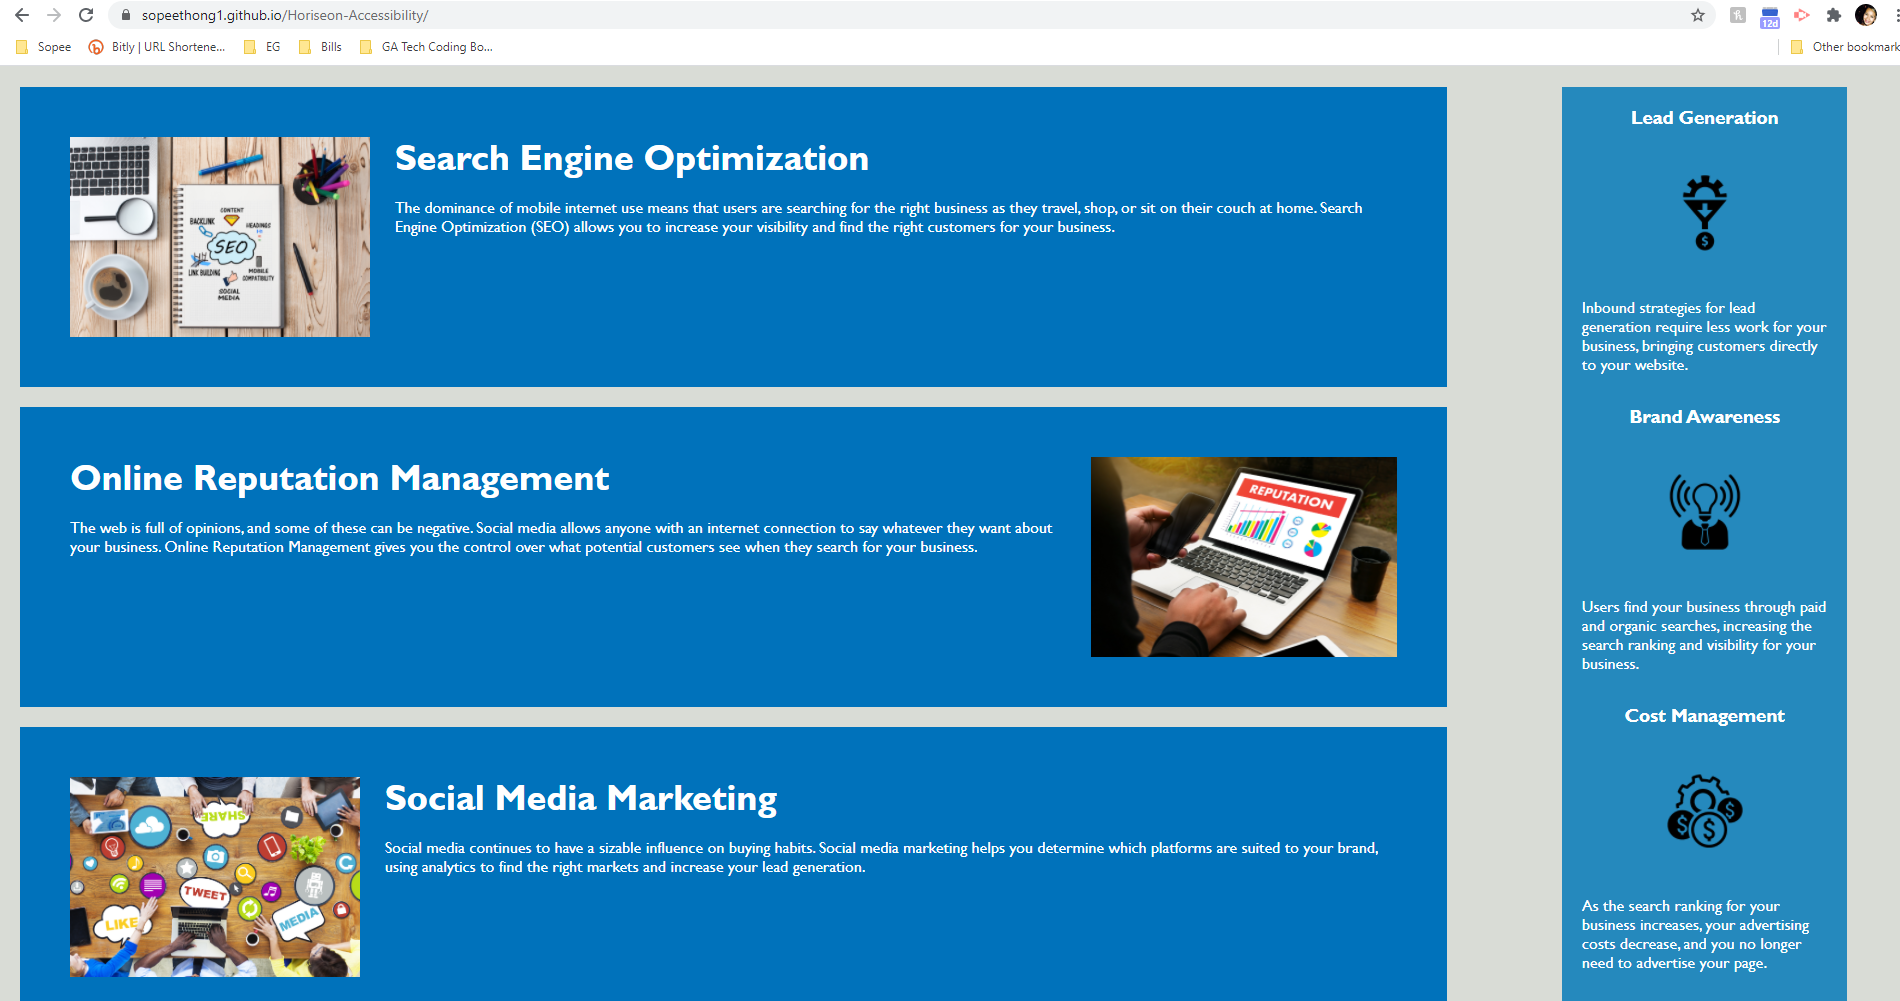 sopeethong1.github.io/Horiseon-Accessibility/
12d
Sopee
Bitly | URL Shortene...
EG
Bills
GA Tech Coding Bo...
Other bookmark
Search Engine Optimization
The dominance of mobile internet use means that users are searching for the right business as they travel, shop, or sit on their couch at home. Search
Engine Optimization (SEO) allows you to increase your visibility and find the right customers for your business.
CONTENT
BACKLINK
HEADINGS
SEO
LINK BUILDING
MOBILE
COMPATIBILITY
SOCIAL
MEDIA
Online Reputation Management
The web is full of opinions, and some of these can be negative. Social media allows anyone with an internet connection to say whatever they want about
your business. Online Reputation Management gives you the control over what potential customers see when they search for your business.
REPUTATION
Social Media Marketing
Social media continues to have a sizable influence on buying habits. Social media marketing helps you determine which platforms are suited to your brand,
using analytics to find the right markets and increase your lead generation.
SHARE
TWEET
LIKE
MEDIA
Lead Generation
Inbound strategies for lead
generation require less work for your
business, bringing customers directly
to your website.
Brand Awareness
Users find your business through paid
and organic searches, increasing the
search ranking and visibility for your
business.
Cost Management
As the search ranking for your
business increases, your advertising
costs decrease, and you no longer
need to advertise your page.